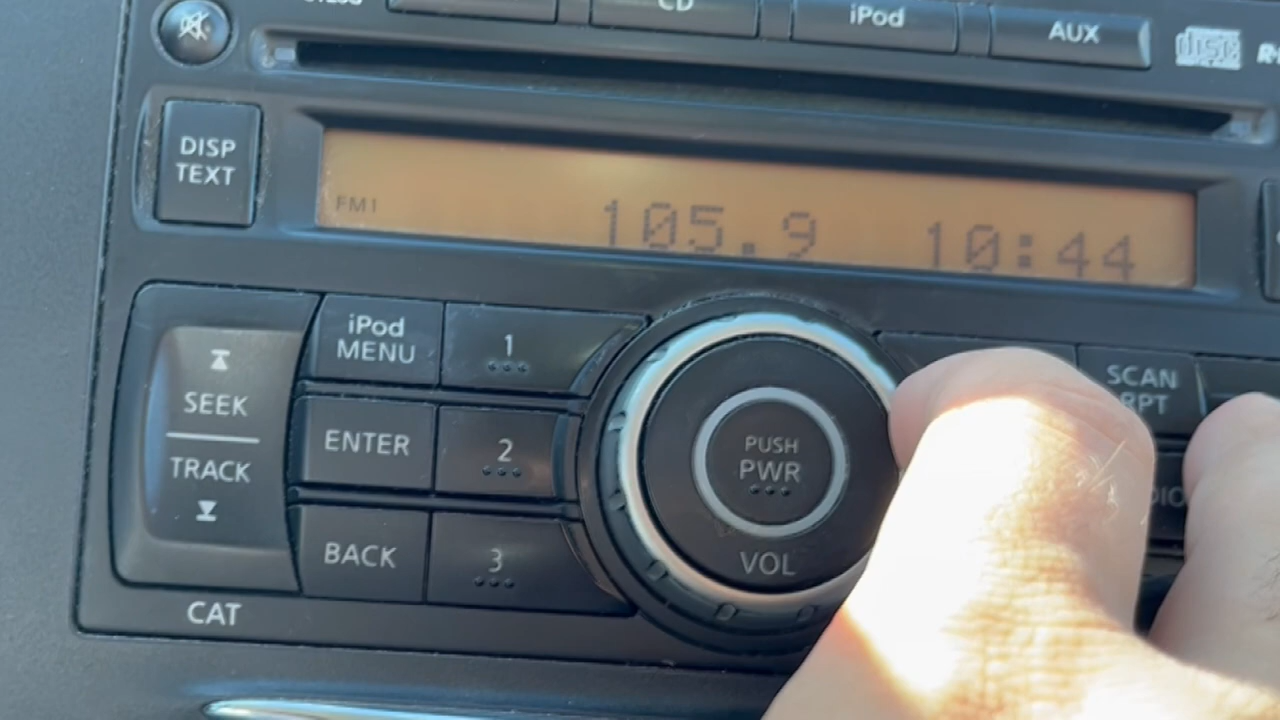 CD
iPod
AUX
disc
DISP
TEXT
FM1
105.9
10:44
SEEK
TRACK
CAT
iPod
MENU
1
ENTER
2
BACK
3
PUSH
PWR
VOL
SCAN
RPT